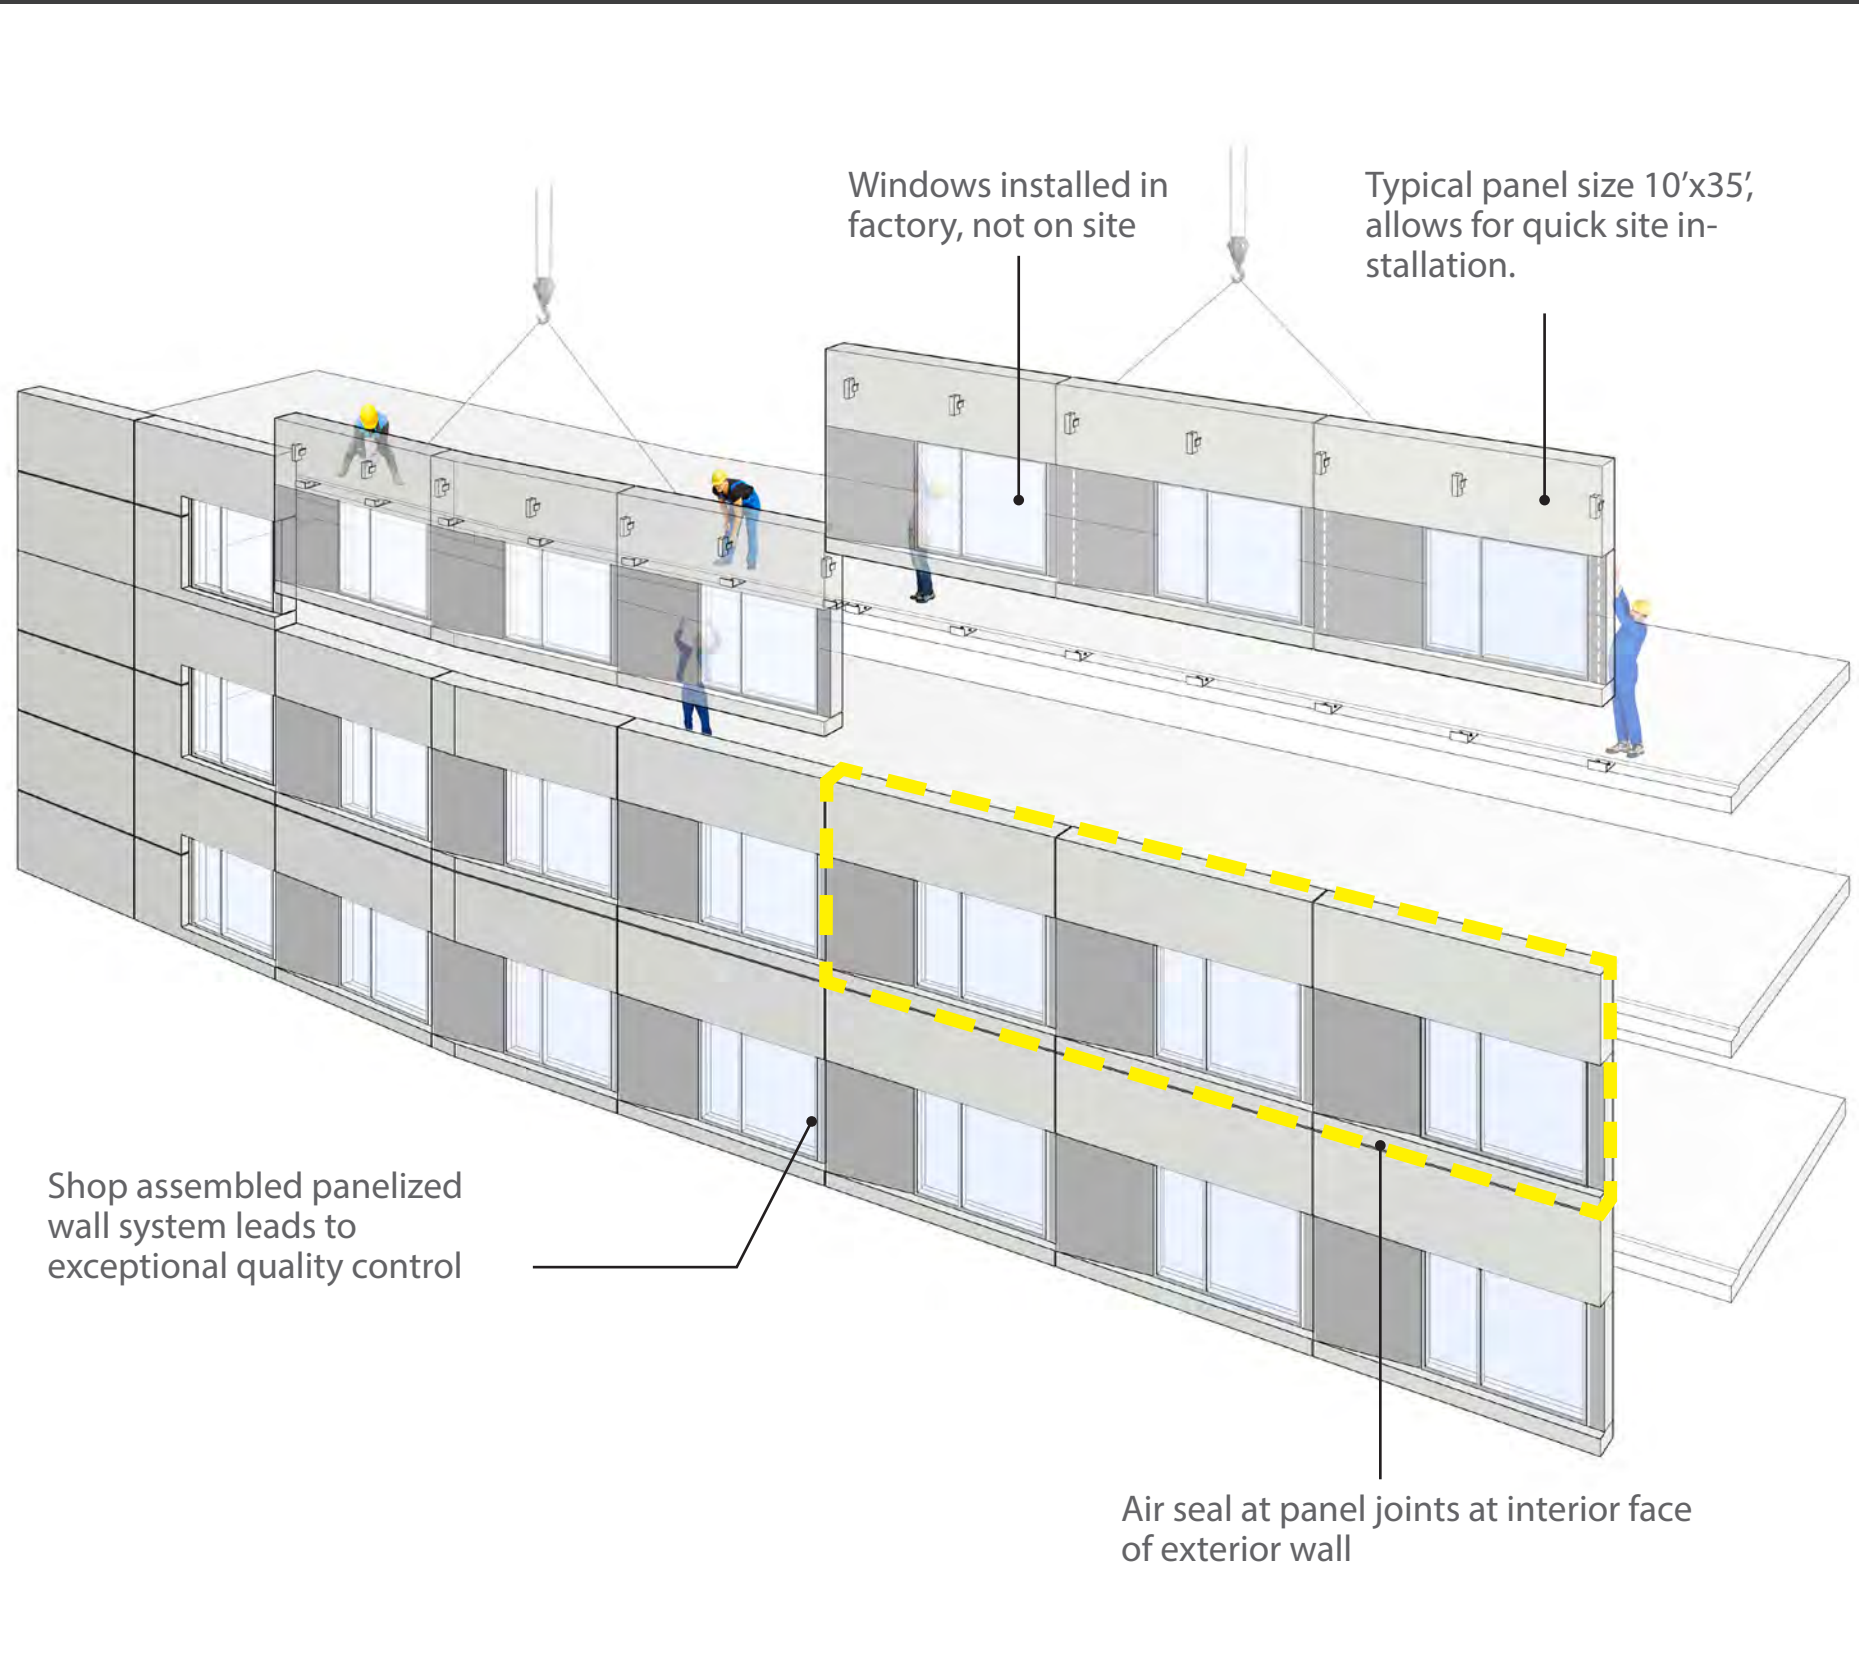 Windows installed in
factory, not on site
Typical panel size 10’x35’,
allows for quick site in-
stallation.
Shop assembled panelized
wall system leads to
exceptional quality control
Air seal at panel joints at interior face
of exterior wall